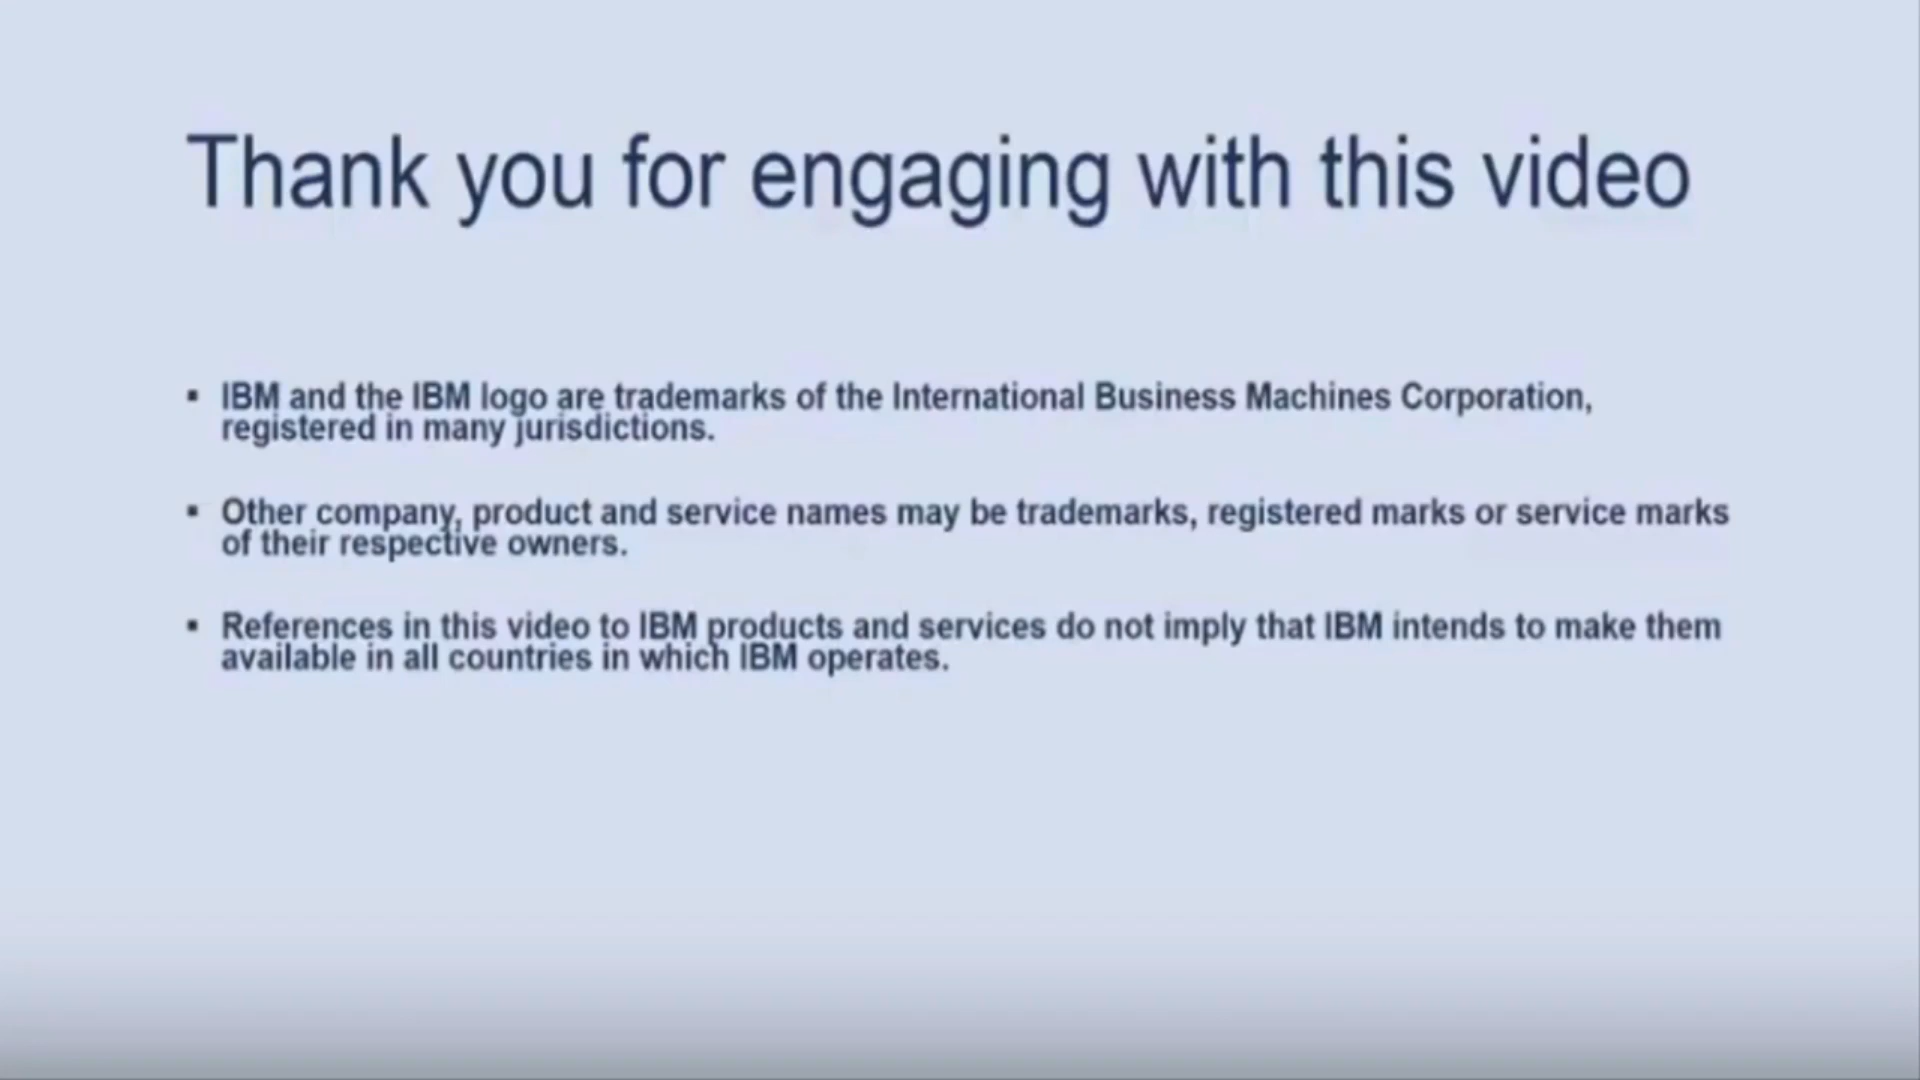 Thank you for engaging with this video
▪ IBM and the IBM logo are trademarks of the International Business Machines Corporation,
registered in many jurisdictions.
▪ Other company, product and service names may be trademarks, registered marks or service marks
of their respective owners.
▪ References in this video to IBM products and services do not imply that IBM intends to make them
available in all countries in which IBM operates.